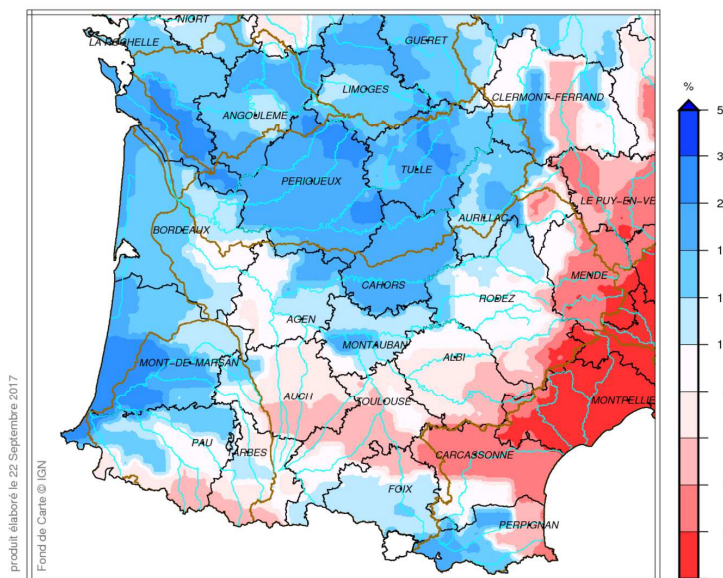 NIORT
LA ROCHELLE
GUERET
LIMOGES
CLERMONT-FERRAND
ANGOULEME
PERIGUEUX
TULLE
LE PUY-EN-VE
AURILLAC
BORDEAUX
MENDE
CAHORS
RODEZ
AGEN
MONTAUBAN
MONT-DE-MARSAN
ALBI
AUCH
TOULOUSE
MONTPELLIE
PAU
ARBES
CARCASSONNE
FOIX
PERPIGNAN
%
5
3
2
1
1
1
produit élaboré le 22 Septembre 2017
Fond de Carte © IGN